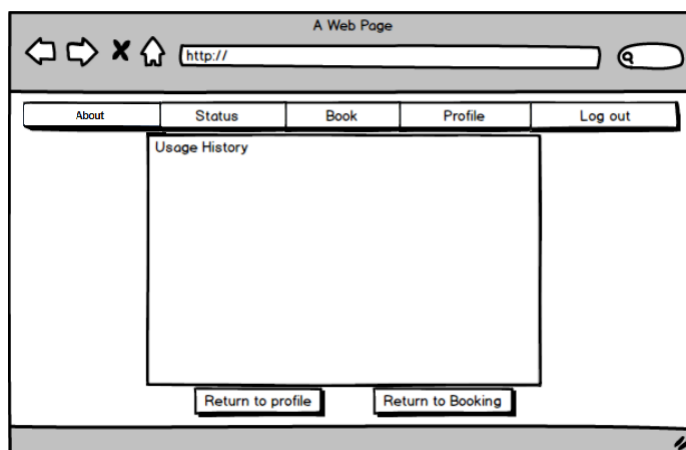 A Web Page
http://
About Status Book Profile Log out
Usage History
Return to profile Return to Booking